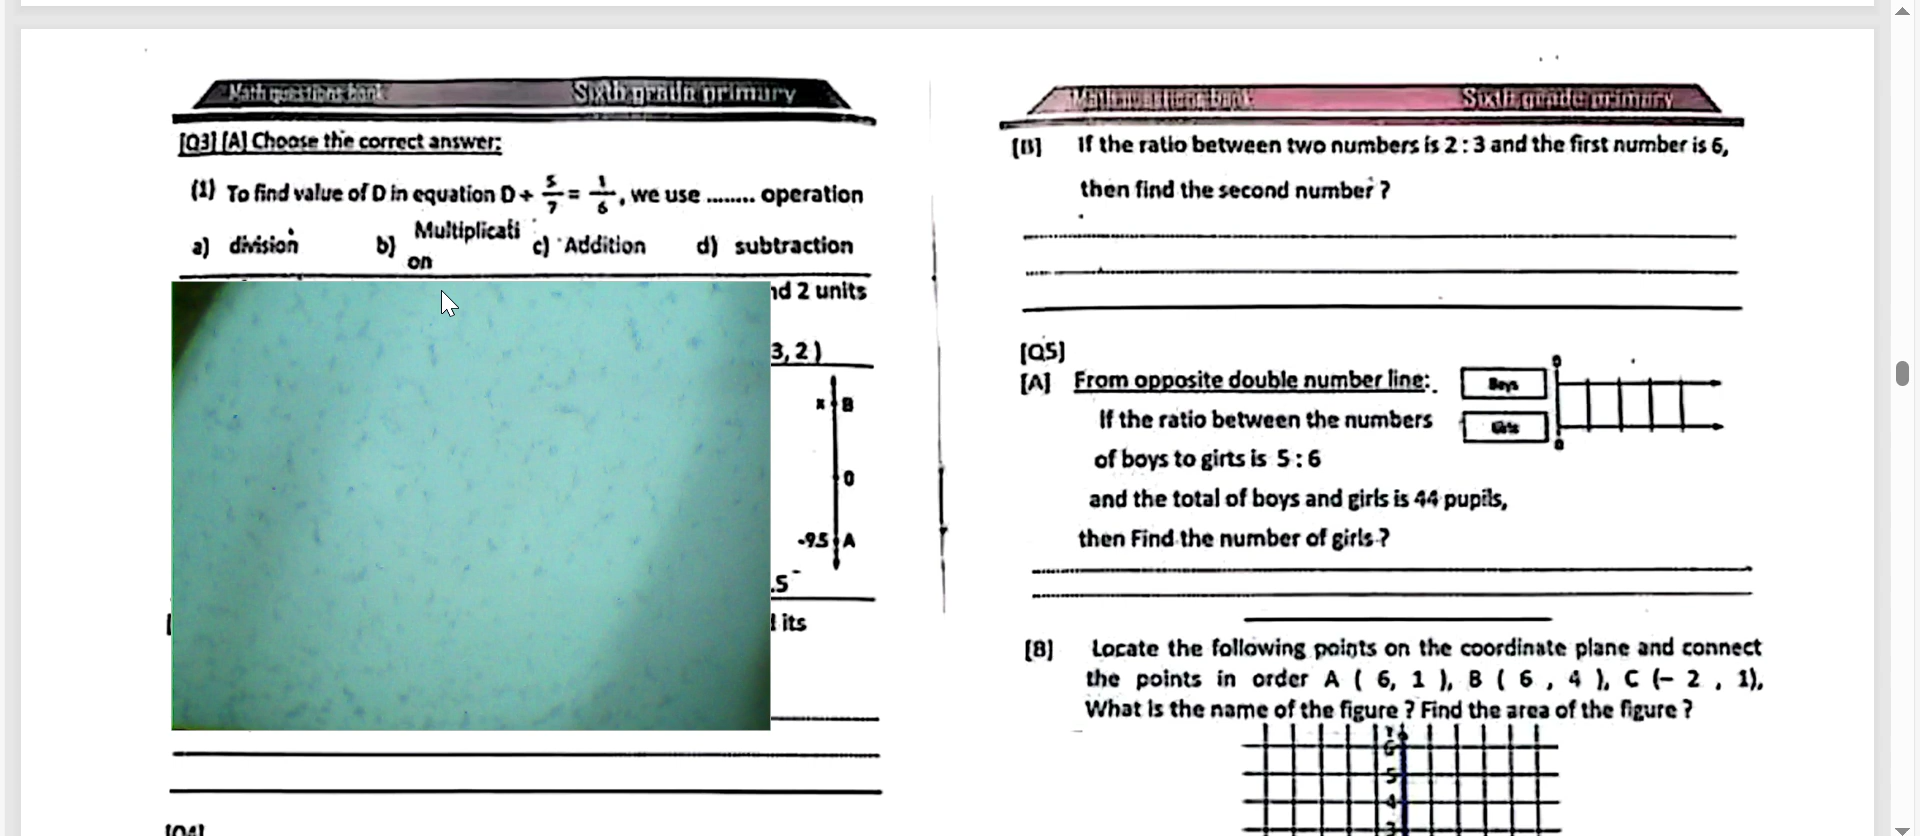 Math questions bank Sixth grade primary
[Q3] [A] Choose the correct answer:
(1) To find value of D in equation D + 5/7 = 1/6 , we use ........ operation
a) division b) Multiplicati
on c) Addition d) subtraction
nd 2 units
3, 2 )
x B
0
-9.5 A
.5
its
[Q4]
Math questions bank Sixth grade primary
[B] If the ratio between two numbers is 2 : 3 and the first number is 6,
then find the second number ?
[Q5]
[A] From opposite double number line:
Boys 0
Girls 0
If the ratio between the numbers
of boys to girls is 5 : 6
and the total of boys and girls is 44 pupils,
then Find the number of girls ?
[B] Locate the following points on the coordinate plane and connect
the points in order A ( 6, 1 ), B ( 6 , 4 ), C (– 2 , 1),
What is the name of the figure ? Find the area of the figure ?
Y
6
5
4
3